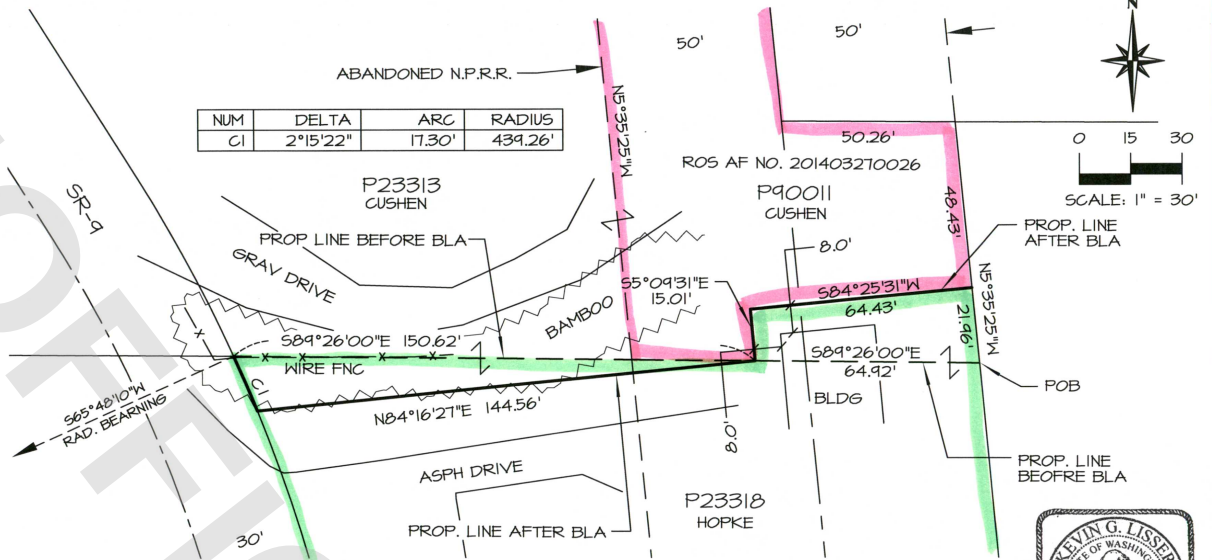 N
50'
50'
ABANDONED N.P.R.R.
NUM DELTA ARC RADIUS
C1 2°15'22" 17.30' 439.26'
N5°35'25"W
50.26'
0 15 30
SCALE: 1" = 30'
ROS AF NO. 201403270026
P23313
CUSHEN
P90011
CUSHEN
48.43'
SR-9
PROP LINE BEFORE BLA
8.0'
PROP. LINE
AFTER BLA
GRAV DRIVE
S5°09'31"E
15.01'
S84°25'31"W
64.43'
N5°35'25"W
21.96'
BAMBOO
S89°26'00"E 150.62'
WIRE FNC
S89°26'00"E
64.92'
POB
C1
S65°48'10"W
RAD. BEARNING
N84°16'27"E 144.56'
BLDG
8.0'
ASPH DRIVE
PROP. LINE
BEOFRE BLA
P23318
HOPKE
PROP. LINE AFTER BLA
30'
KEVIN G. LISSER
OF WASHING
OFFIC